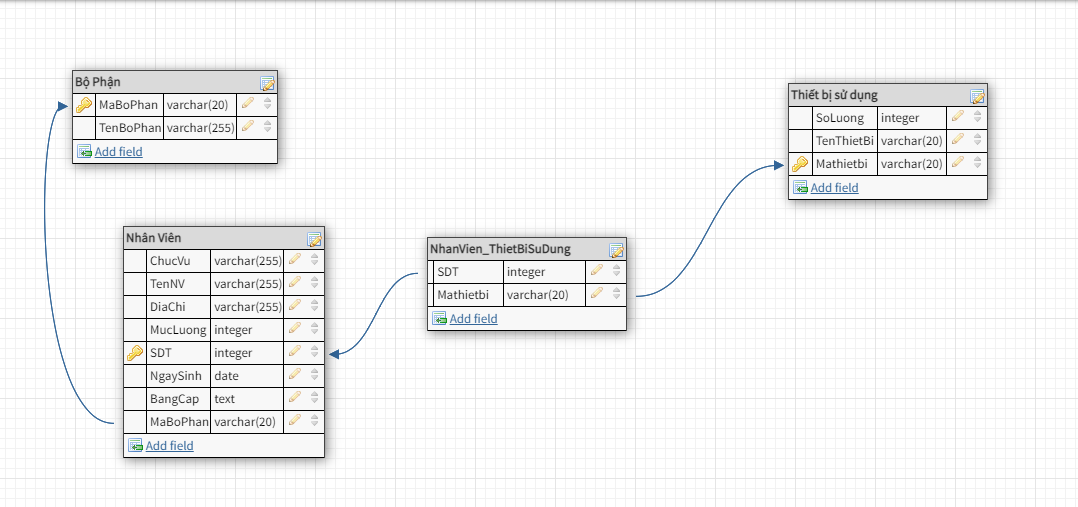 Bộ Phận
MaBoPhan varchar(20)
TenBoPhan varchar(255)
Add field
Thiết bị sử dụng
SoLuong integer
TenThietBi varchar(20)
Mathietbi varchar(20)
Add field
Nhân Viên
ChucVu varchar(255)
TenNV varchar(255)
DiaChi varchar(255)
MucLuong integer
SDT integer
NgaySinh date
BangCap text
MaBoPhan varchar(20)
Add field
NhanVien_ThietBiSuDung
SDT integer
Mathietbi varchar(20)
Add field